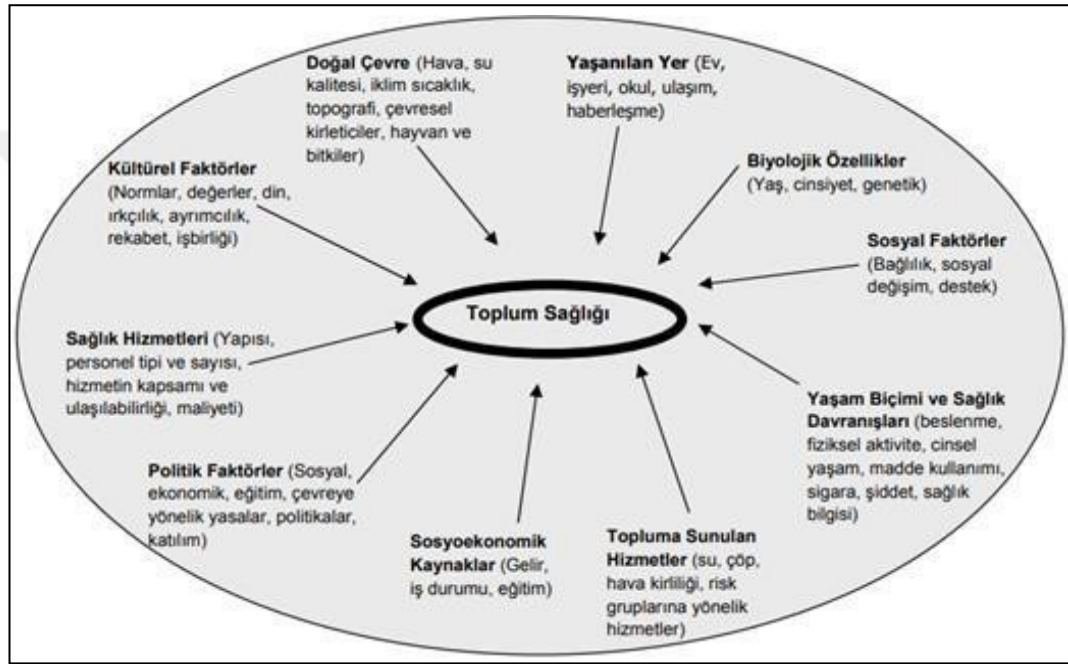 Doğal Çevre (Hava, su
kalitesi, iklim sıcaklık,
topografi, çevresel
kirleticiler, hayvan ve
bitkiler)
Yaşanılan Yer (Ev,
işyeri, okul, ulaşım,
haberleşme)
Kültürel Faktörler
(Normlar, değerler, din,
ırkçılık, ayrımcılık,
rekabet, işbirliği)
Biyolojik Özellikler
(Yaş, cinsiyet, genetik)
Sosyal Faktörler
(Bağlılık, sosyal
değişim, destek)
Toplum Sağlığı
Sağlık Hizmetleri (Yapısı,
personel tipi ve sayısı,
hizmetin kapsamı ve
ulaşılabilirliği, maliyeti)
Yaşam Biçimi ve Sağlık
Davranışları (beslenme,
fiziksel aktivite, cinsel
yaşam, madde kullanımı,
sigara, şiddet, sağlık
bilgisi)
Politik Faktörler (Sosyal,
ekonomik, eğitim, çevreye
yönelik yasalar, politikalar,
katılım)
Sosyoekonomik
Kaynaklar (Gelir,
iş durumu, eğitim)
Topluma Sunulan
Hizmetler (su, çöp,
hava kirliliği, risk
gruplarına yönelik
hizmetler)